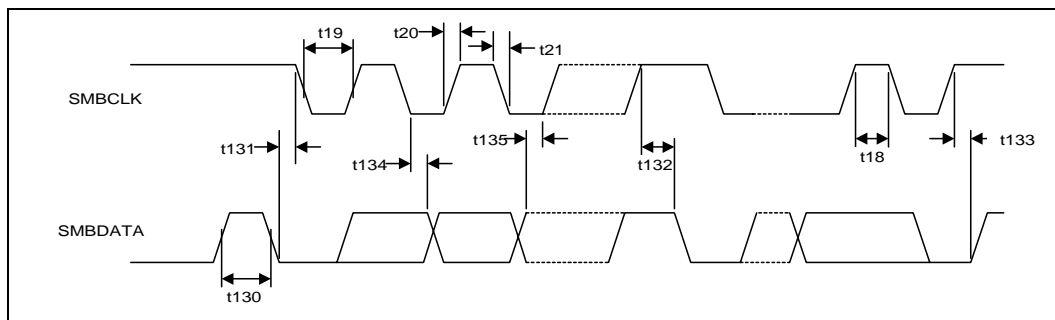 t19
t20
t21
SMBCLK
t131
t134
t135
t132
t18
t133
SMBDATA
t130